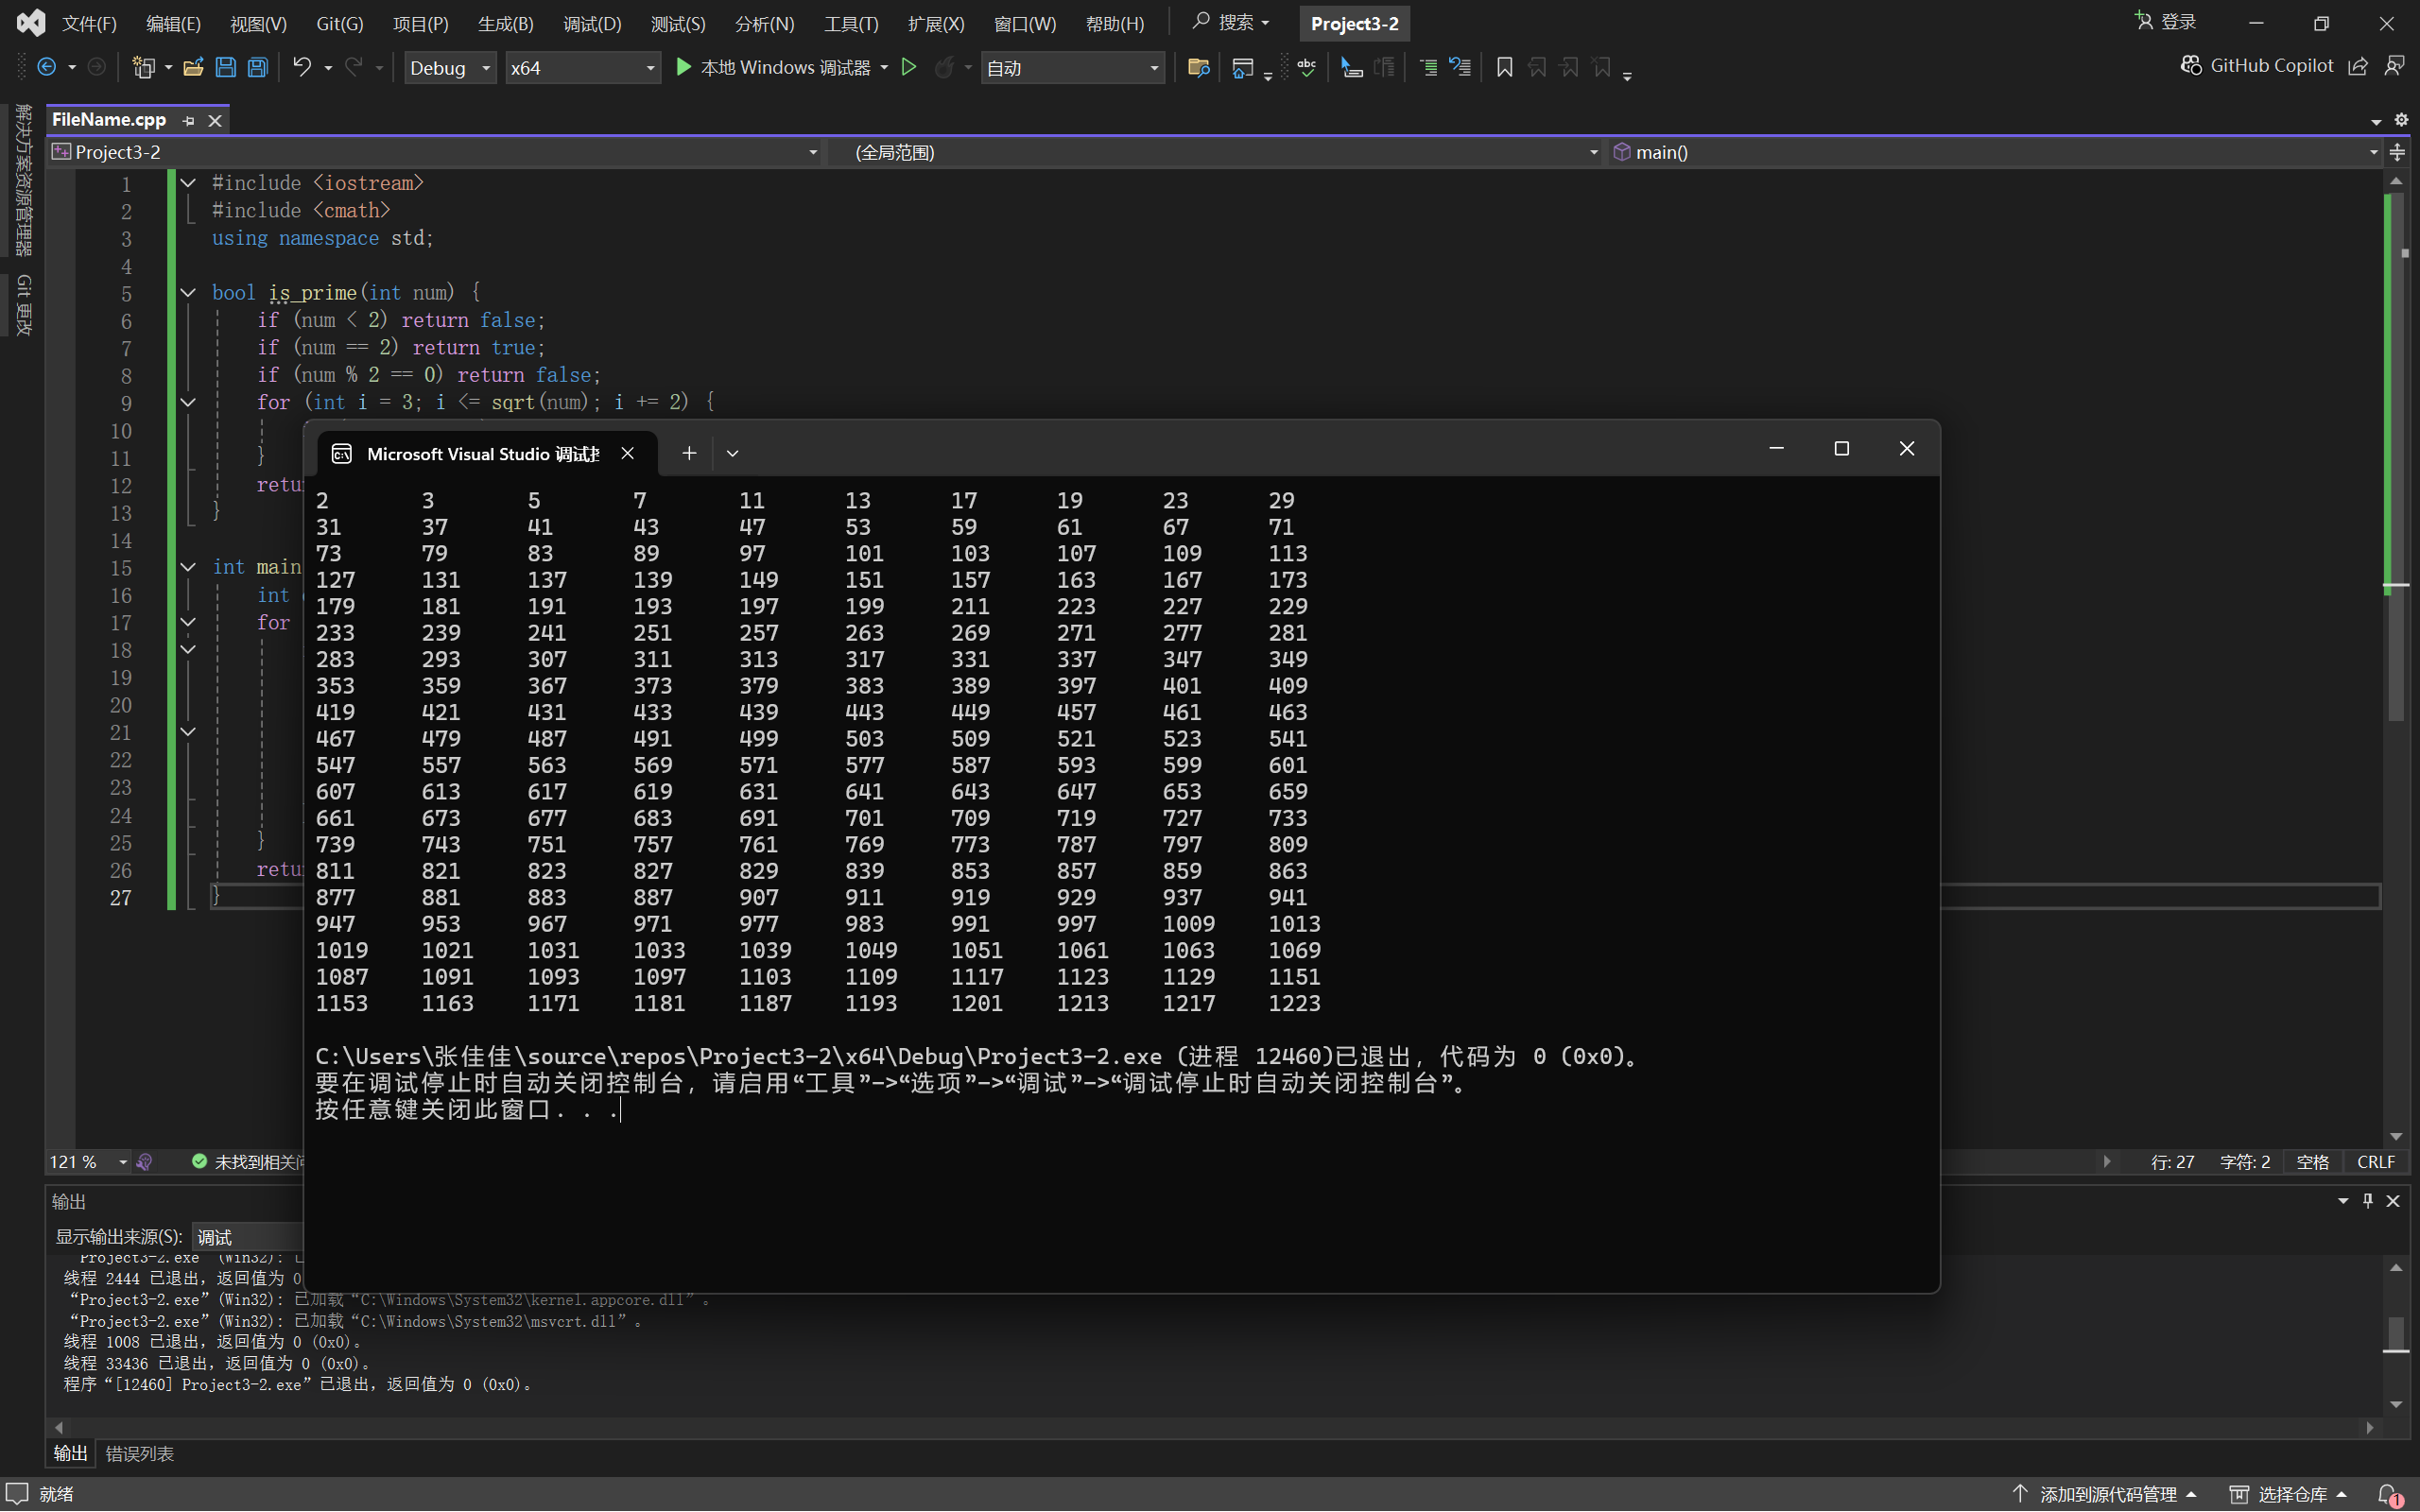 文件(F) 编辑(E) 视图(V) Git(G) 项目(P) 生成(B) 调试(D) 测试(S) 分析(N) 工具(T) 扩展(X) 窗口(W) 帮助(H) 搜索 Project3-2 登录
Debug x64 本地 Windows 调试器 自动 GitHub Copilot
解决方案资源管理器
Git 更改
FileName.cpp
Project3-2 (全局范围) main()
1 #include <iostream>
2 #include <cmath>
3 using namespace std;
4
5 bool is_prime(int num) {
6 if (num < 2) return false;
7 if (num == 2) return true;
8 if (num % 2 == 0) return false;
9 for (int i = 3; i <= sqrt(num); i += 2) {
10
11 }
12
13 }
14
15 int main
16 int
17 for
18
19
20
21
22
23
24
25 }
26
27 }
Microsoft Visual Studio 调试
2 3 5 7 11 13 17 19 23 29
31 37 41 43 47 53 59 61 67 71
73 79 83 89 97 101 103 107 109 113
127 131 137 139 149 151 157 163 167 173
179 181 191 193 197 199 211 223 227 229
233 239 241 251 257 263 269 271 277 281
283 293 307 311 313 317 331 337 347 349
353 359 367 373 379 383 389 397 401 409
419 421 431 433 439 443 449 457 461 463
467 479 487 491 499 503 509 521 523 541
547 557 563 569 571 577 587 593 599 601
607 613 617 619 631 641 643 647 653 659
661 673 677 683 691 701 709 719 727 733
739 743 751 757 761 769 773 787 797 809
811 821 823 827 829 839 853 857 859 863
877 881 883 887 907 911 919 929 937 941
947 953 967 971 977 983 991 997 1009 1013
1019 1021 1031 1033 1039 1049 1051 1061 1063 1069
1087 1091 1093 1097 1103 1109 1117 1123 1129 1151
1153 1163 1171 1181 1187 1193 1201 1213 1217 1223
C:\Users\张佳佳\source\repos\Project3-2\x64\Debug\Project3-2.exe (进程 12460)已退出，代码为 0 (0x0)。
要在调试停止时自动关闭控制台，请启用“工具”->“选项”->“调试”->“调试停止时自动关闭控制台”。
按任意键关闭此窗口. . .
121 % 未找到相关 行: 27 字符: 2 空格 CRLF
输出
显示输出来源(S): 调试
Project3-2.exe (Win32):
线程 2444 已退出，返回值为 0
“Project3-2.exe”(Win32): 已加载“C:\Windows\System32\kernel.appcore.dll”。
“Project3-2.exe”(Win32): 已加载“C:\Windows\System32\msvcrt.dll”。
线程 1008 已退出，返回值为 0 (0x0)。
线程 33436 已退出，返回值为 0 (0x0)。
程序“[12460] Project3-2.exe”已退出，返回值为 0 (0x0)。
输出 错误列表
就绪 添加到源代码管理 选择仓库 1